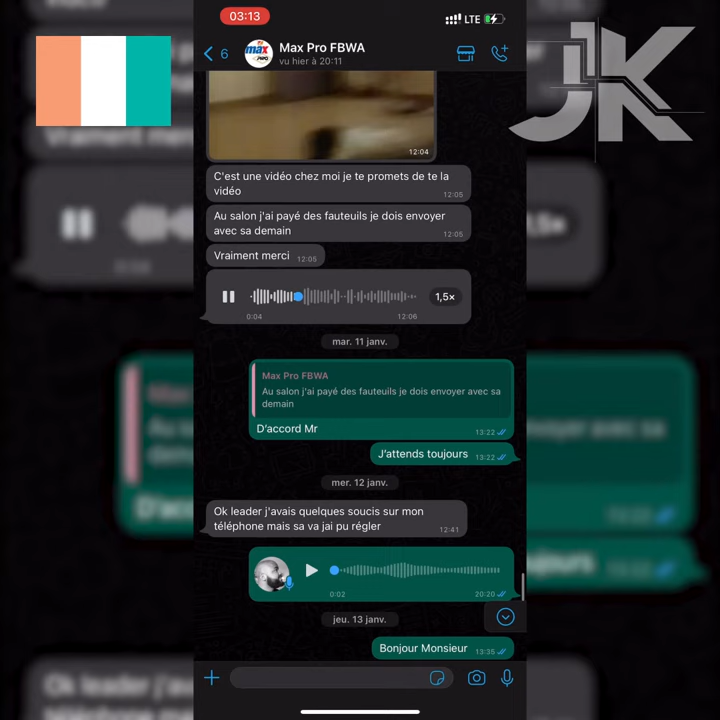 03:13
LTE
JK
6
max
Max Pro FBWA
vu hier à 20:11
12:04
C'est une vidéo chez moi je te promets de te la
vidéo
12:05
Au salon j'ai payé des fauteuils je dois envoyer
avec sa demain
12:05
Vraiment merci
12:05
1,5×
0:04
12:06
mar. 11 janv.
Max Pro FBWA
Au salon j'ai payé des fauteuils je dois envoyer avec sa
demain
D'accord Mr
13:22
J'attends toujours
13:22
mer. 12 janv.
Ok leader j'avais quelques soucis sur mon
téléphone mais sa va jai pu régler
12:41
0:02
20:20
jeu. 13 janv.
Bonjour Monsieur
13:35